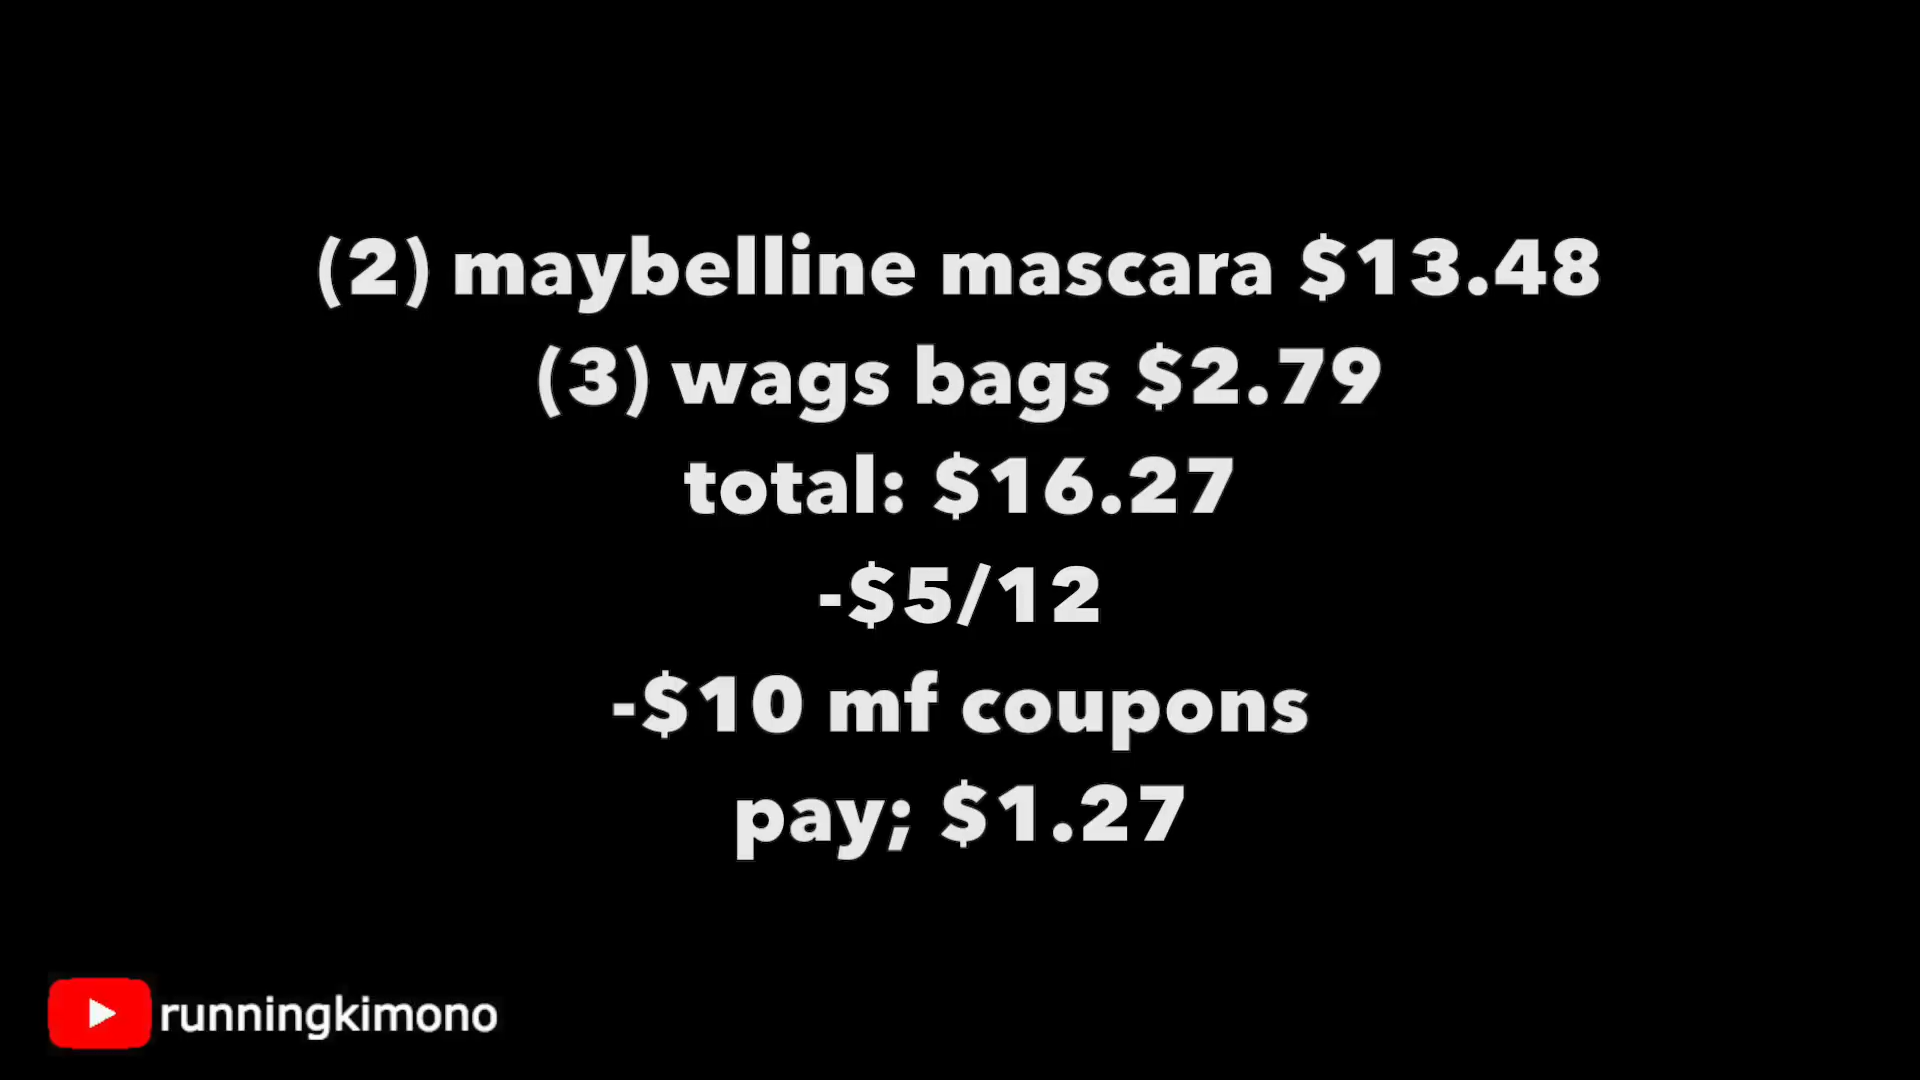 (2) maybelline mascara $13.48
(3) wags bags $2.79
total: $16.27
-$5/12
-$10 mf coupons
pay; $1.27
runningkimono